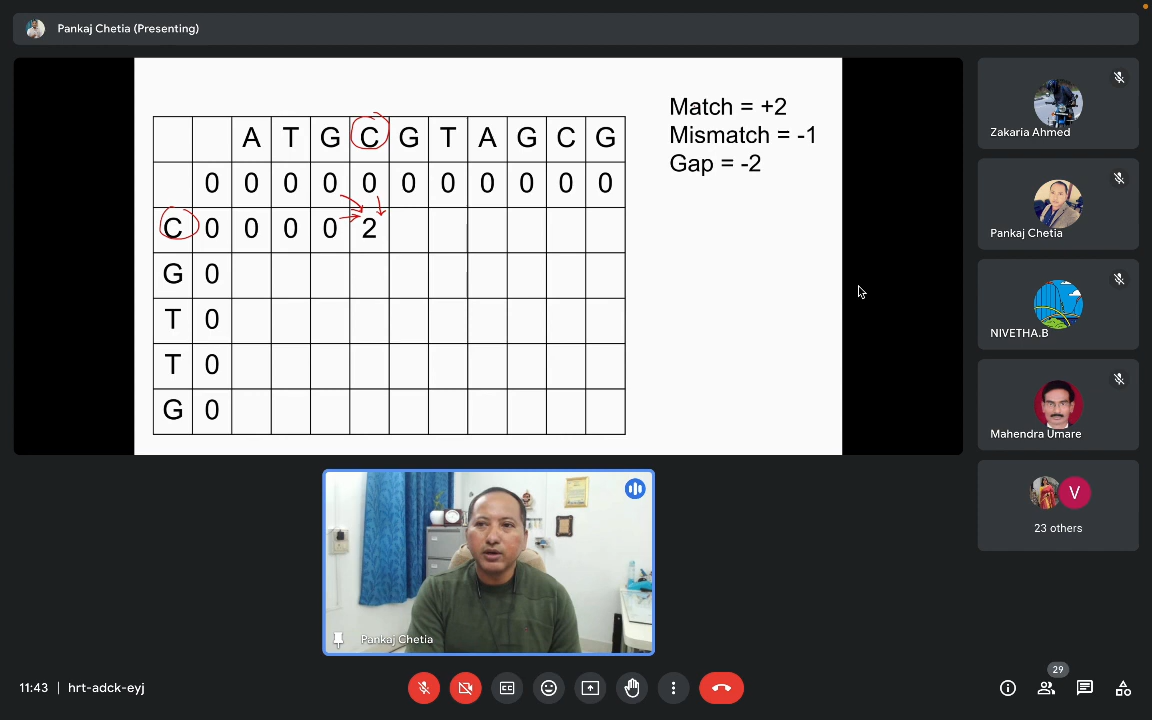 Pankaj Chetia (Presenting)
Match = +2
Mismatch = -1
Gap = -2
A T G C G T A G C G
0 0 0 0 0 0 0 0 0 0 0
C 0 0 0 0 2
G 0
T 0
T 0
G 0
Zakaria Ahmed
Pankaj Chetia
NIVETHA.B
Mahendra Umare
V
23 others
Pankaj Chetia
11:43 | hrt-adck-eyj
CC
29